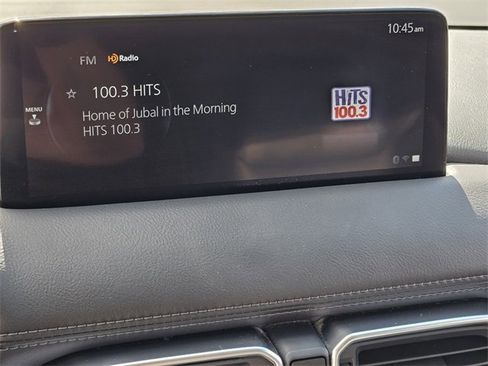 10:45am
FM HD Radio
100.3 HITS
MENU
Home of Jubal in the Morning
HITS 100.3
HiTS
100.3